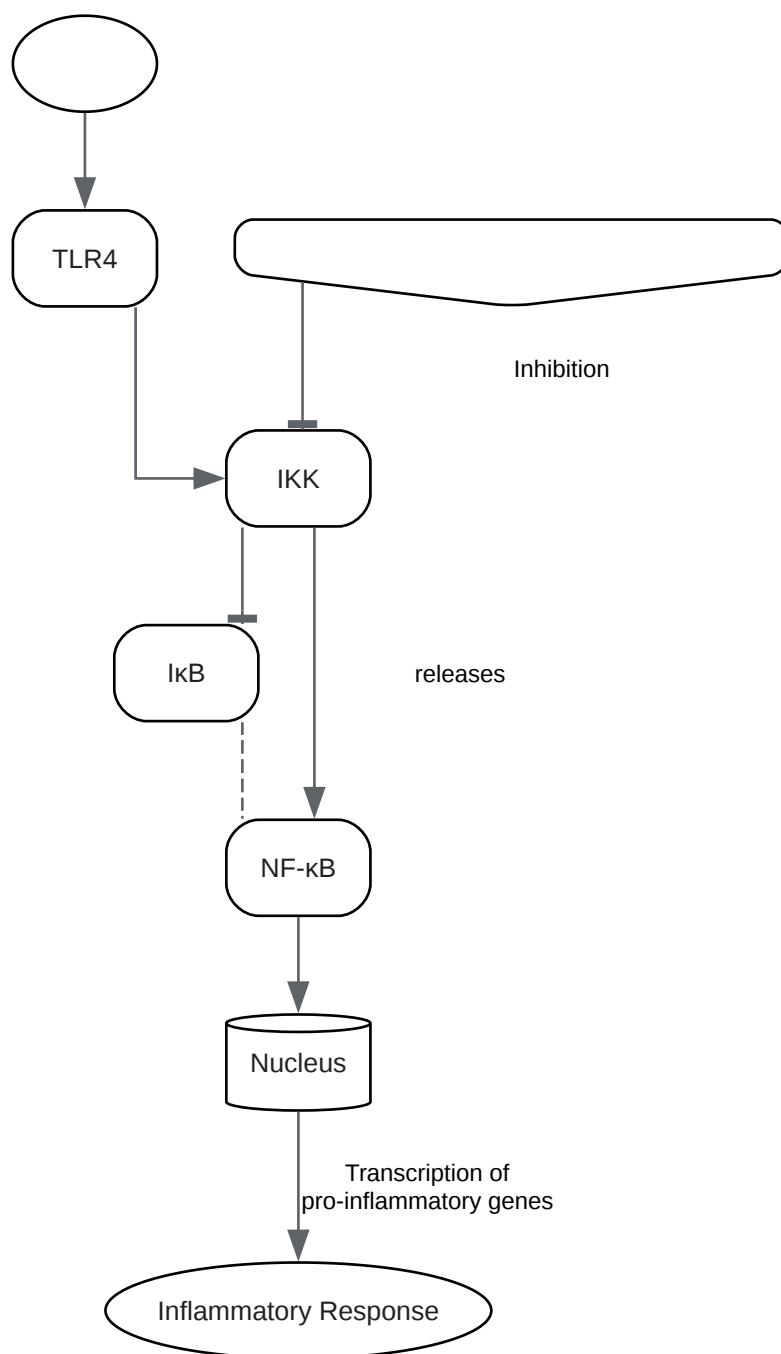 TLR4
Inhibition
IKK
IκB
releases
NF-κB
Nucleus
Transcription of
pro-inflammatory genes
Inflammatory Response